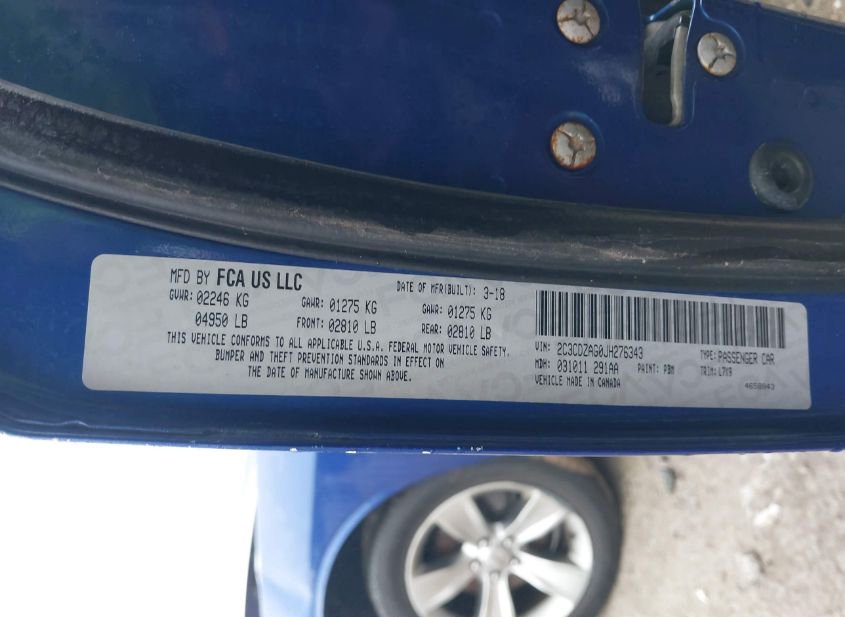 MFD BY FCA US LLC DATE OF MFR(BUILT): 3-18
GVWR: 02246 KG GAWR: 01275 KG GAWR: 01275 KG
04950 LB FRONT: 02810 LB REAR: 02810 LB
THIS VEHICLE CONFORMS TO ALL APPLICABLE U.S.A. FEDERAL MOTOR VEHICLE SAFETY,
BUMPER AND THEFT PREVENTION STANDARDS IN EFFECT ON
THE DATE OF MANUFACTURE SHOWN ABOVE.
VIN: 2C3CDZAG0JH276343 TYPE: PASSENGER CAR
MDH: 031011 291AA PAINT: PBM TRIM: L7X9
VEHICLE MADE IN CANADA 4658943